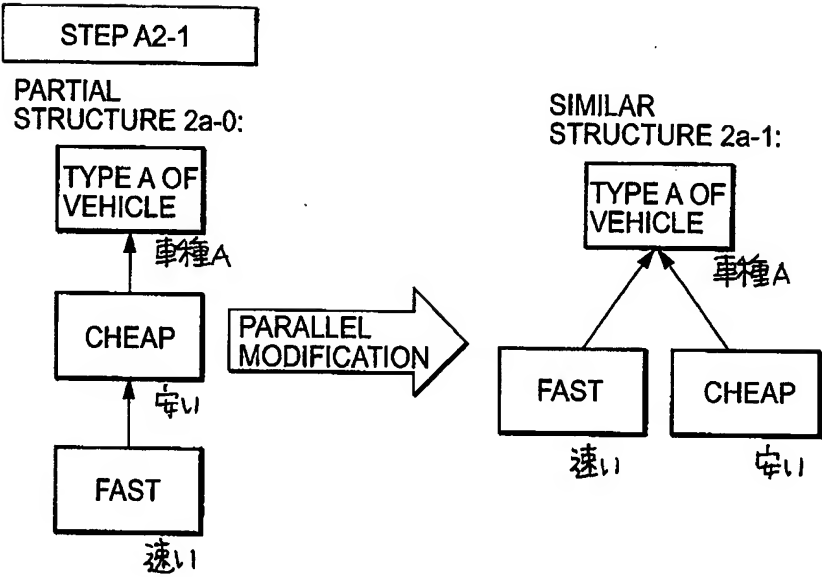 STEP A2-1
PARTIAL
STRUCTURE 2a-0:
TYPE A OF
VEHICLE
車種A
CHEAP
安い
FAST
速い
PARALLEL
MODIFICATION
SIMILAR
STRUCTURE 2a-1:
TYPE A OF
VEHICLE
車種A
FAST
速い
CHEAP
安い